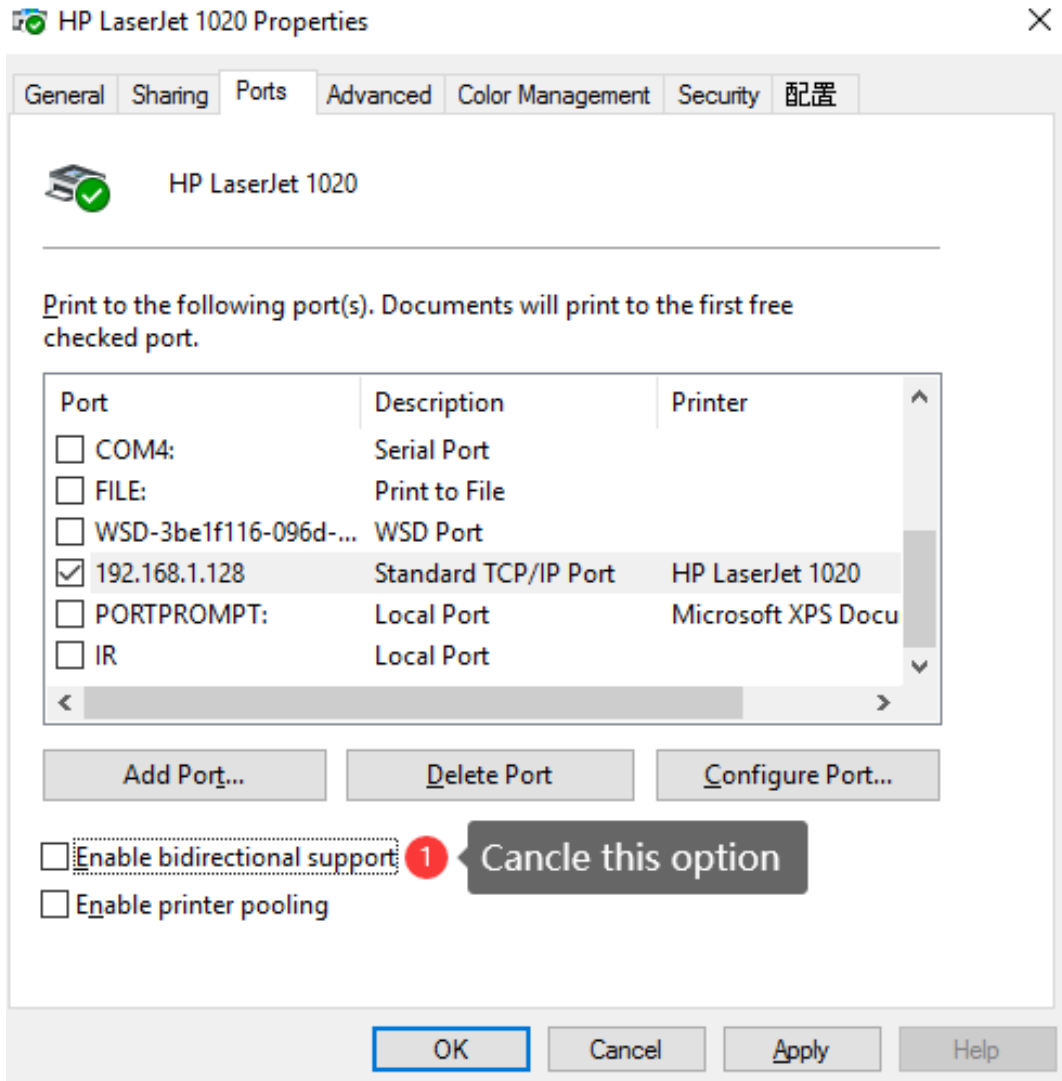 HP LaserJet 1020 Properties
General Sharing Ports Advanced Color Management Security 配置
HP LaserJet 1020
Print to the following port(s). Documents will print to the first free
checked port.
Port Description Printer
COM4: Serial Port
FILE: Print to File
WSD-3be1f116-096d-... WSD Port
192.168.1.128 Standard TCP/IP Port HP LaserJet 1020
PORTPROMPT: Local Port Microsoft XPS Docu
IR Local Port
Add Port... Delete Port Configure Port...
Enable bidirectional support 1 Cancle this option
Enable printer pooling
OK Cancel Apply Help